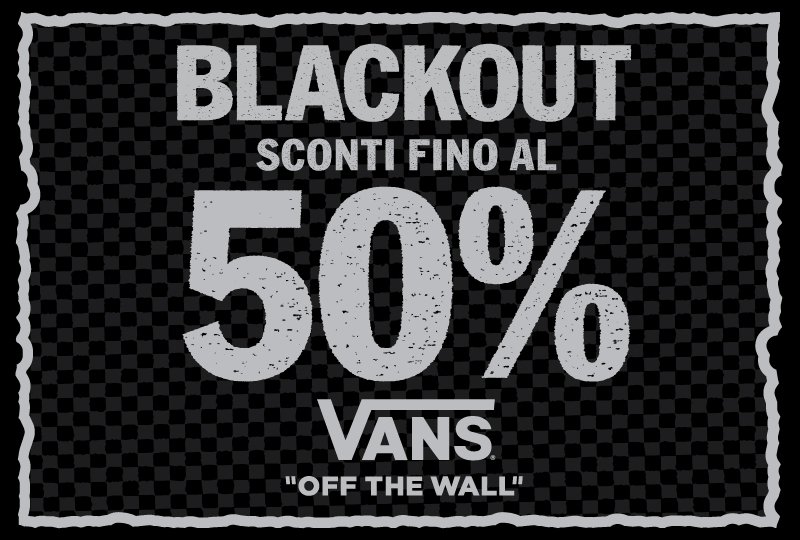 BLACKOUT
SCONTI FINO AL
50%
VANS®
"OFF THE WALL"